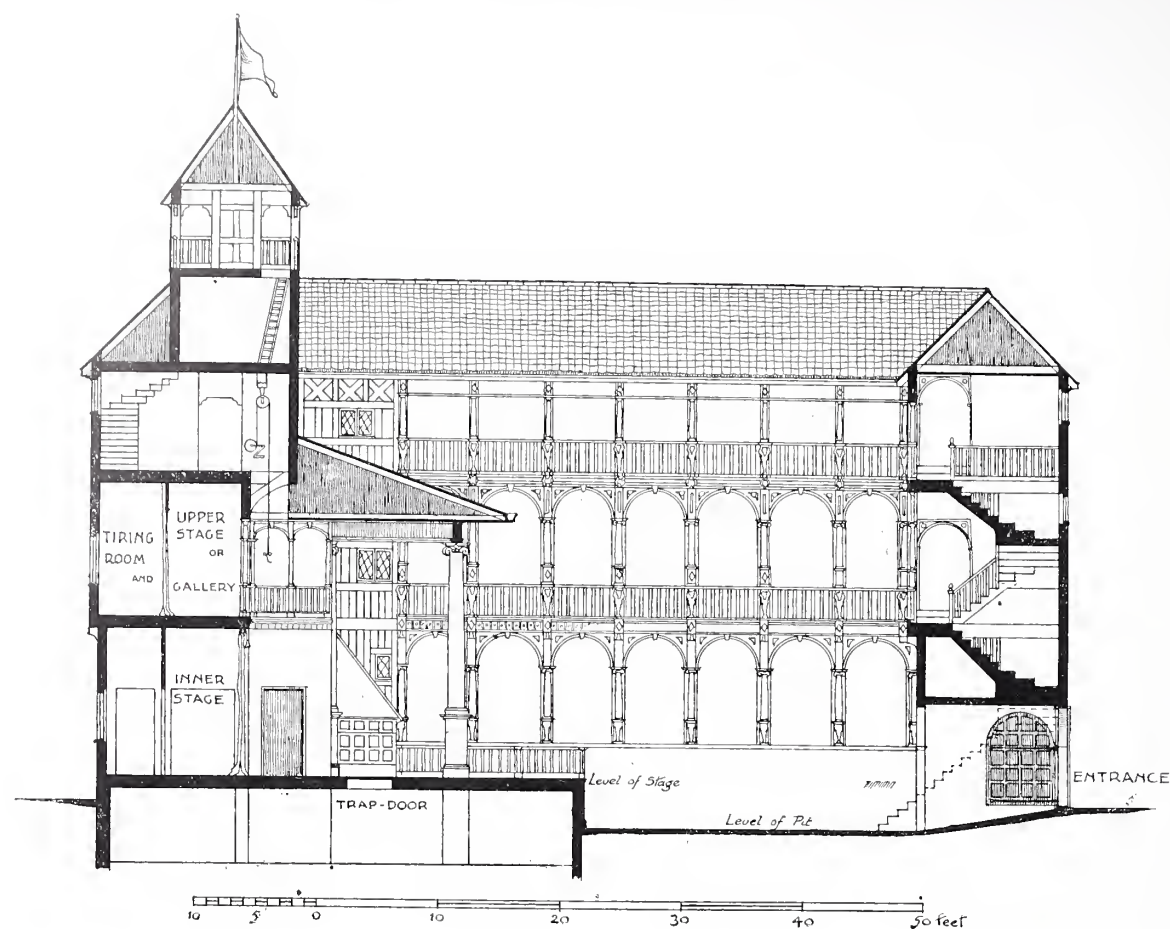 TIRING
ROOM
AND
UPPER
STAGE
OR
GALLERY
INNER
STAGE
Level of Stage
ENTRANCE
TRAP-DOOR
Level of Pit
10 5 0 10 20 30 40 50 feet